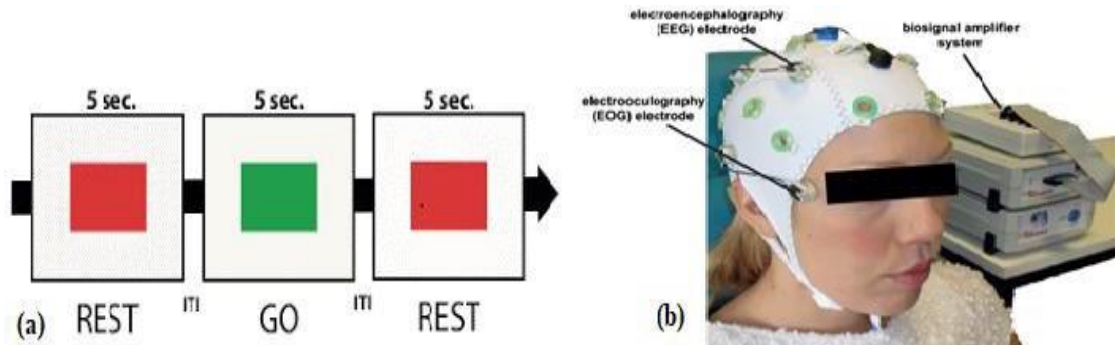 5 sec. 5 sec. 5 sec.
REST ITI GO ITI REST
(a)
electroencephalography
(EEG) electrode
electrooculography
(EOG) electrode
biosignal amplifier
system
(b)